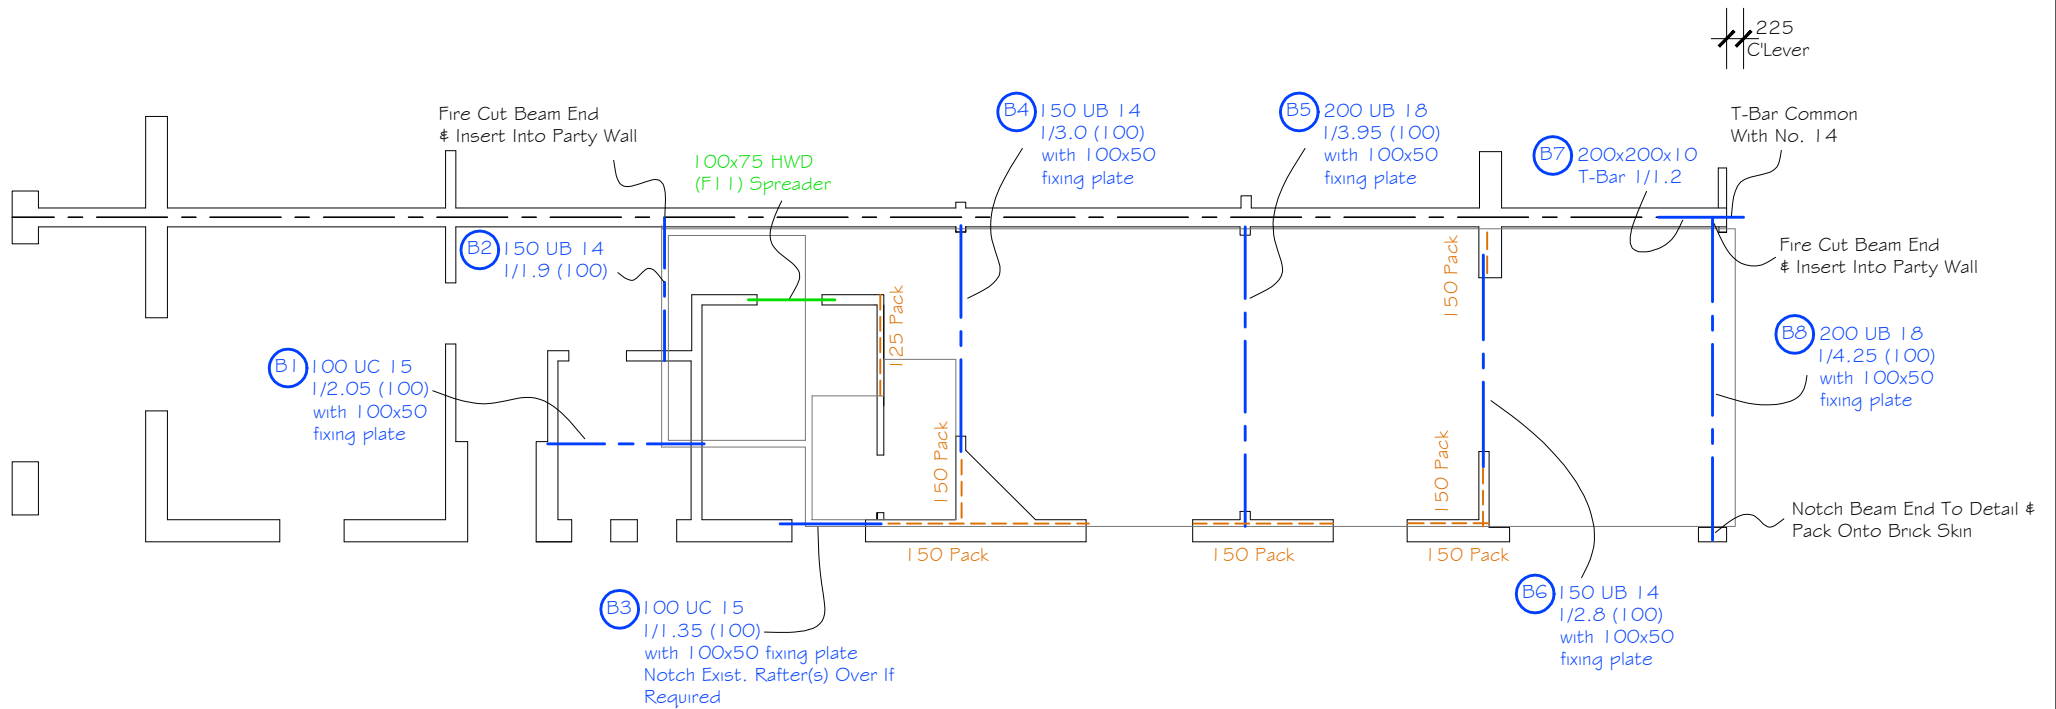 225
C'Lever
Fire Cut Beam End
& Insert Into Party Wall
100x75 HWD
(F11) Spreader
B4 150 UB 14
1/3.0 (100)
with 100x50
fixing plate
B5 200 UB 18
1/3.95 (100)
with 100x50
fixing plate
B7 200x200x10
T-Bar 1/1.2
T-Bar Common
With No. 14
B2 150 UB 14
1/1.9 (100)
150 Pack
Fire Cut Beam End
& Insert Into Party Wall
125 Pack
B1 100 UC 15
1/2.05 (100)
with 100x50
fixing plate
B8 200 UB 18
1/4.25 (100)
with 100x50
fixing plate
150 Pack
150 Pack
Notch Beam End To Detail &
Pack Onto Brick Skin
150 Pack
150 Pack
150 Pack
B3 100 UC 15
1/1.35 (100)
with 100x50 fixing plate
Notch Exist. Rafter(s) Over If
Required
B6 150 UB 14
1/2.8 (100)
with 100x50
fixing plate